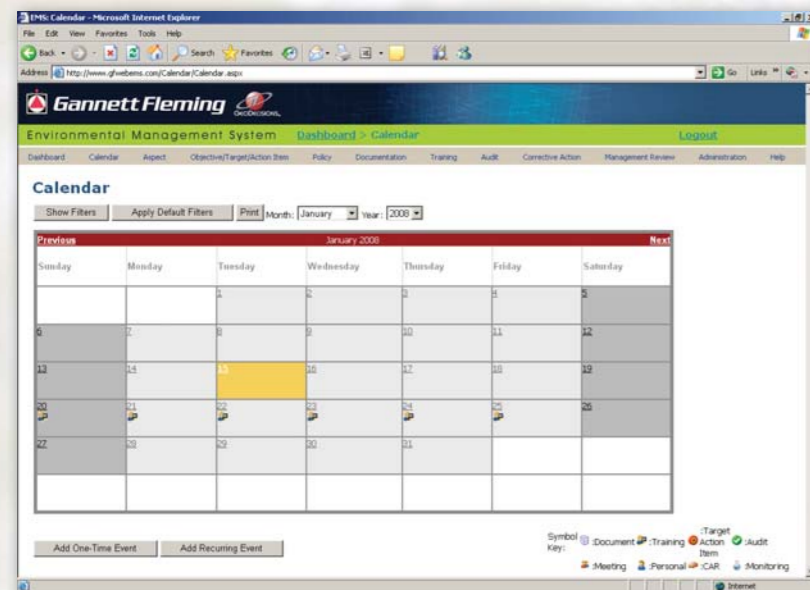 EMS: Calendar - Microsoft Internet Explorer
File Edit View Favorites Tools Help
Back Search Favorites
Address http://www.gfwebems.com/Calendar/Calendar.aspx Go Links
Gannett Fleming
Environmental Management System Dashboard > Calendar Logout
Dashboard Calendar Aspect Objective/Target/Action Item Policy Documentation Training Audit Corrective Action Management Review Administration Help
Calendar
Show Filters Apply Default Filters Print Month: January Year: 2008
Previous January 2008 Next
Sunday Monday Tuesday Wednesday Thursday Friday Saturday
1 2 3 4 5
6 7 8 9 10 11 12
13 14 15 16 17 18 19
20 21 22 23 24 25 26
27 28 29 30 31
Add One-Time Event Add Recurring Event
Symbol Key: :Document :Training :Target Action Item :Audit
:Meeting :Personal :CAR :Monitoring
Internet